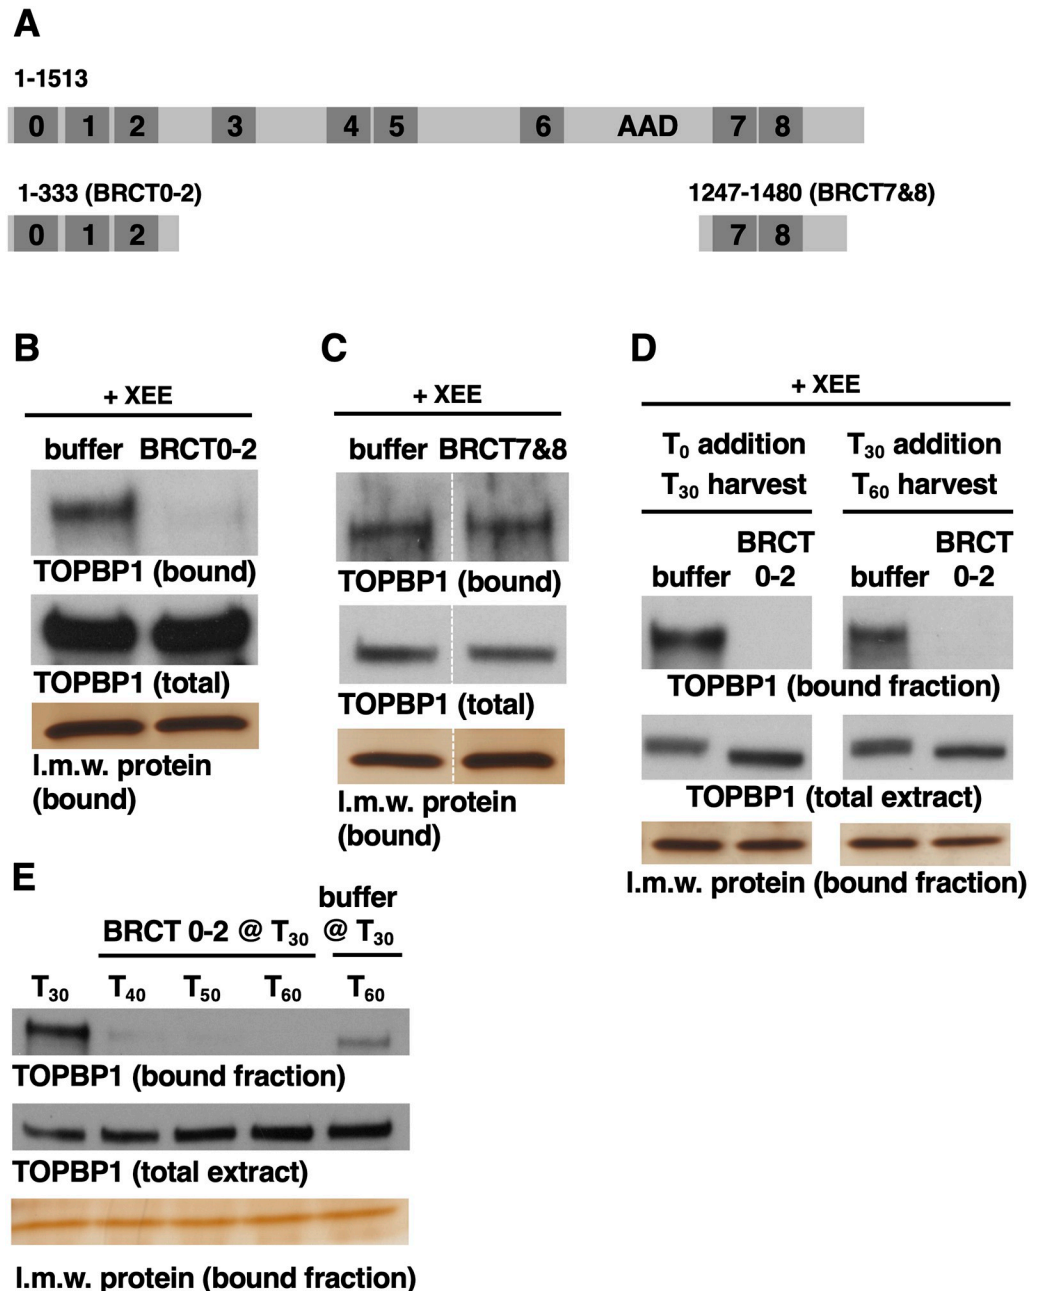 A
1-1513
0 1 2 3 4 5 6 AAD 7 8
1-333 (BRCT0-2) 1247-1480 (BRCT7&8)
0 1 2 7 8
B
+ XEE
buffer BRCT0-2
TOPBP1 (bound)
TOPBP1 (total)
l.m.w. protein
(bound)
C
+ XEE
buffer BRCT7&8
TOPBP1 (bound)
TOPBP1 (total)
l.m.w. protein
(bound)
D
+ XEE
T0 addition T30 addition
T30 harvest T60 harvest
BRCT BRCT
buffer 0-2 buffer 0-2
TOPBP1 (bound fraction)
TOPBP1 (total extract)
l.m.w. protein (bound fraction)
E
buffer
BRCT 0-2 @ T30 @ T30
T30 T40 T50 T60 T60
TOPBP1 (bound fraction)
TOPBP1 (total extract)
l.m.w. protein (bound fraction)